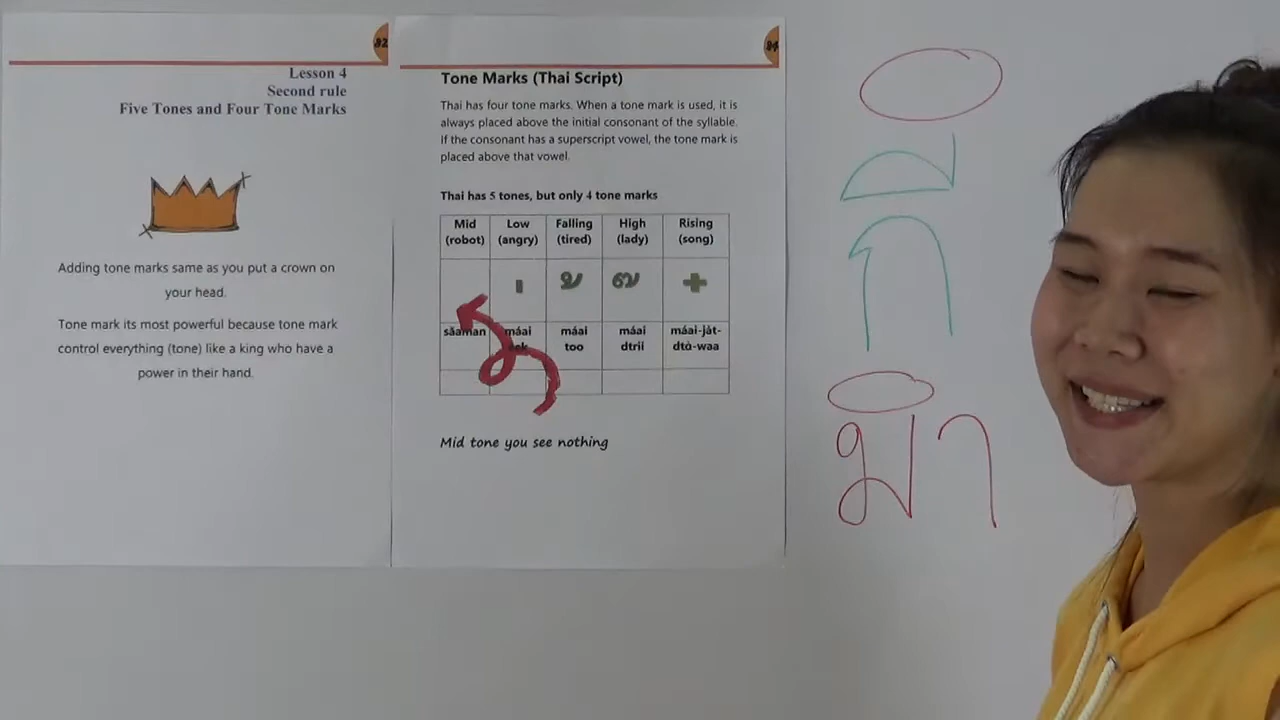 82
Lesson 4
Second rule
Five Tones and Four Tone Marks
Adding tone marks same as you put a crown on
your head.
Tone mark its most powerful because tone mark
control everything (tone) like a king who have a
power in their hand.
84
Tone Marks (Thai Script)
Thai has four tone marks. When a tone mark is used, it is
always placed above the initial consonant of the syllable.
If the consonant has a superscript vowel, the tone mark is
placed above that vowel.
Thai has 5 tones, but only 4 tone marks
Mid Low Falling High Rising
(robot) (angry) (tired) (lady) (song)
่ ้ ๊ ๋
sǎaman máai máai máai máai-jàt-
too dtrii dtà-waa
Mid tone you see nothing
กี
มา